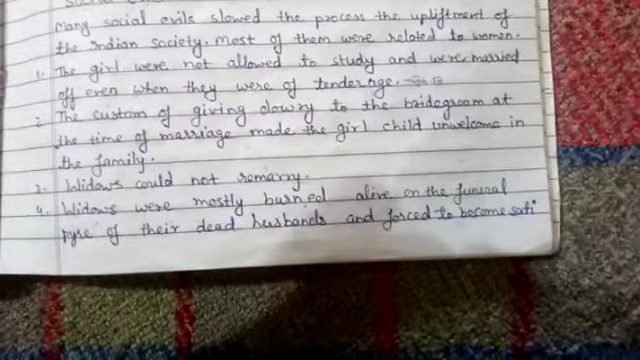 many social evils slowed the process the upliftment of
the Indian society. most of them were related to women.
1. The girl were not allowed to study and were married
off even when they were of tenderage.
2. The custom of giving dowry to the bridegroom at
the time of marriage made the girl child unwelcome in
the family.
3. Widows could not remarry.
4. Widows were mostly burned alive on the funeral
pyre of their dead husbands and forced to become sati